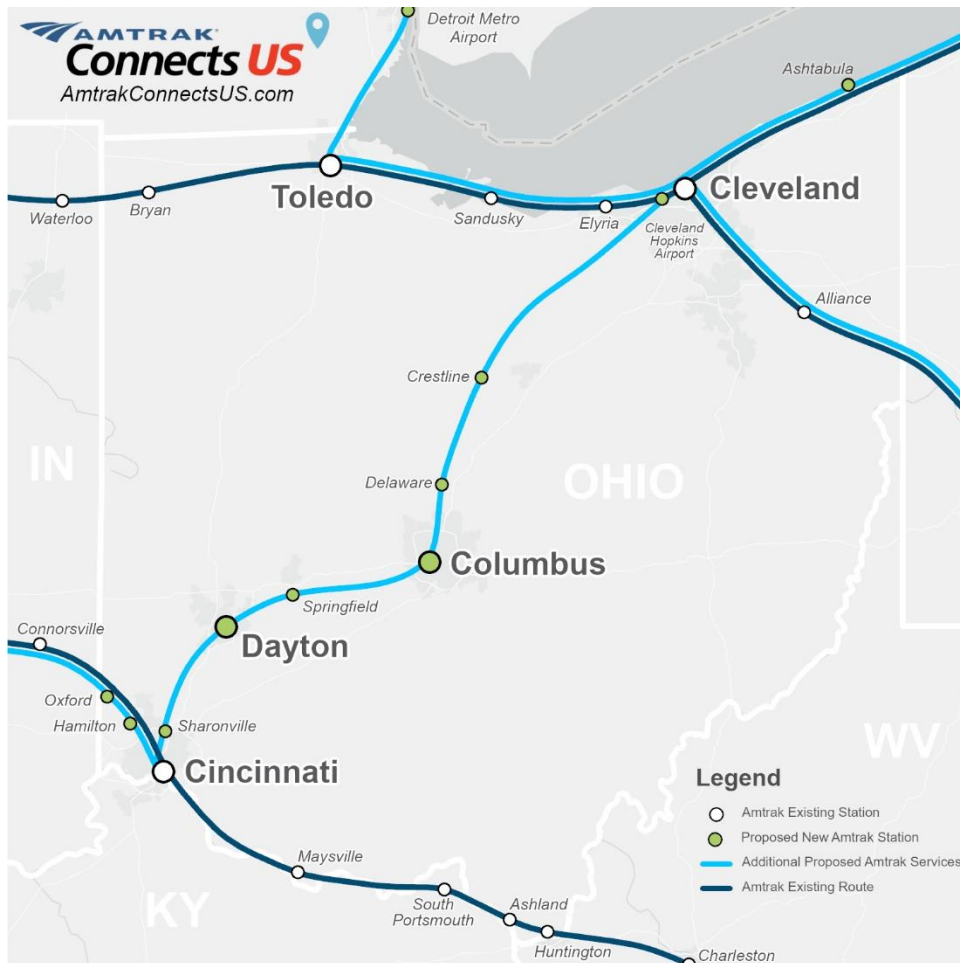 AMTRAK
Connects US
AmtrakConnectsUS.com
Detroit Metro
Airport
Ashtabula
Toledo
Cleveland
Waterloo
Bryan
Sandusky
Elyria
Cleveland
Hopkins
Airport
Alliance
Crestline
IN
Delaware
OHIO
Columbus
Springfield
Dayton
Connorsville
Oxford
Hamilton
Sharonville
WV
Cincinnati
Legend
Amtrak Existing Station
Proposed New Amtrak Station
Additional Proposed Amtrak Services
Amtrak Existing Route
Maysville
KY
South
Portsmouth
Ashland
Huntington
Charleston